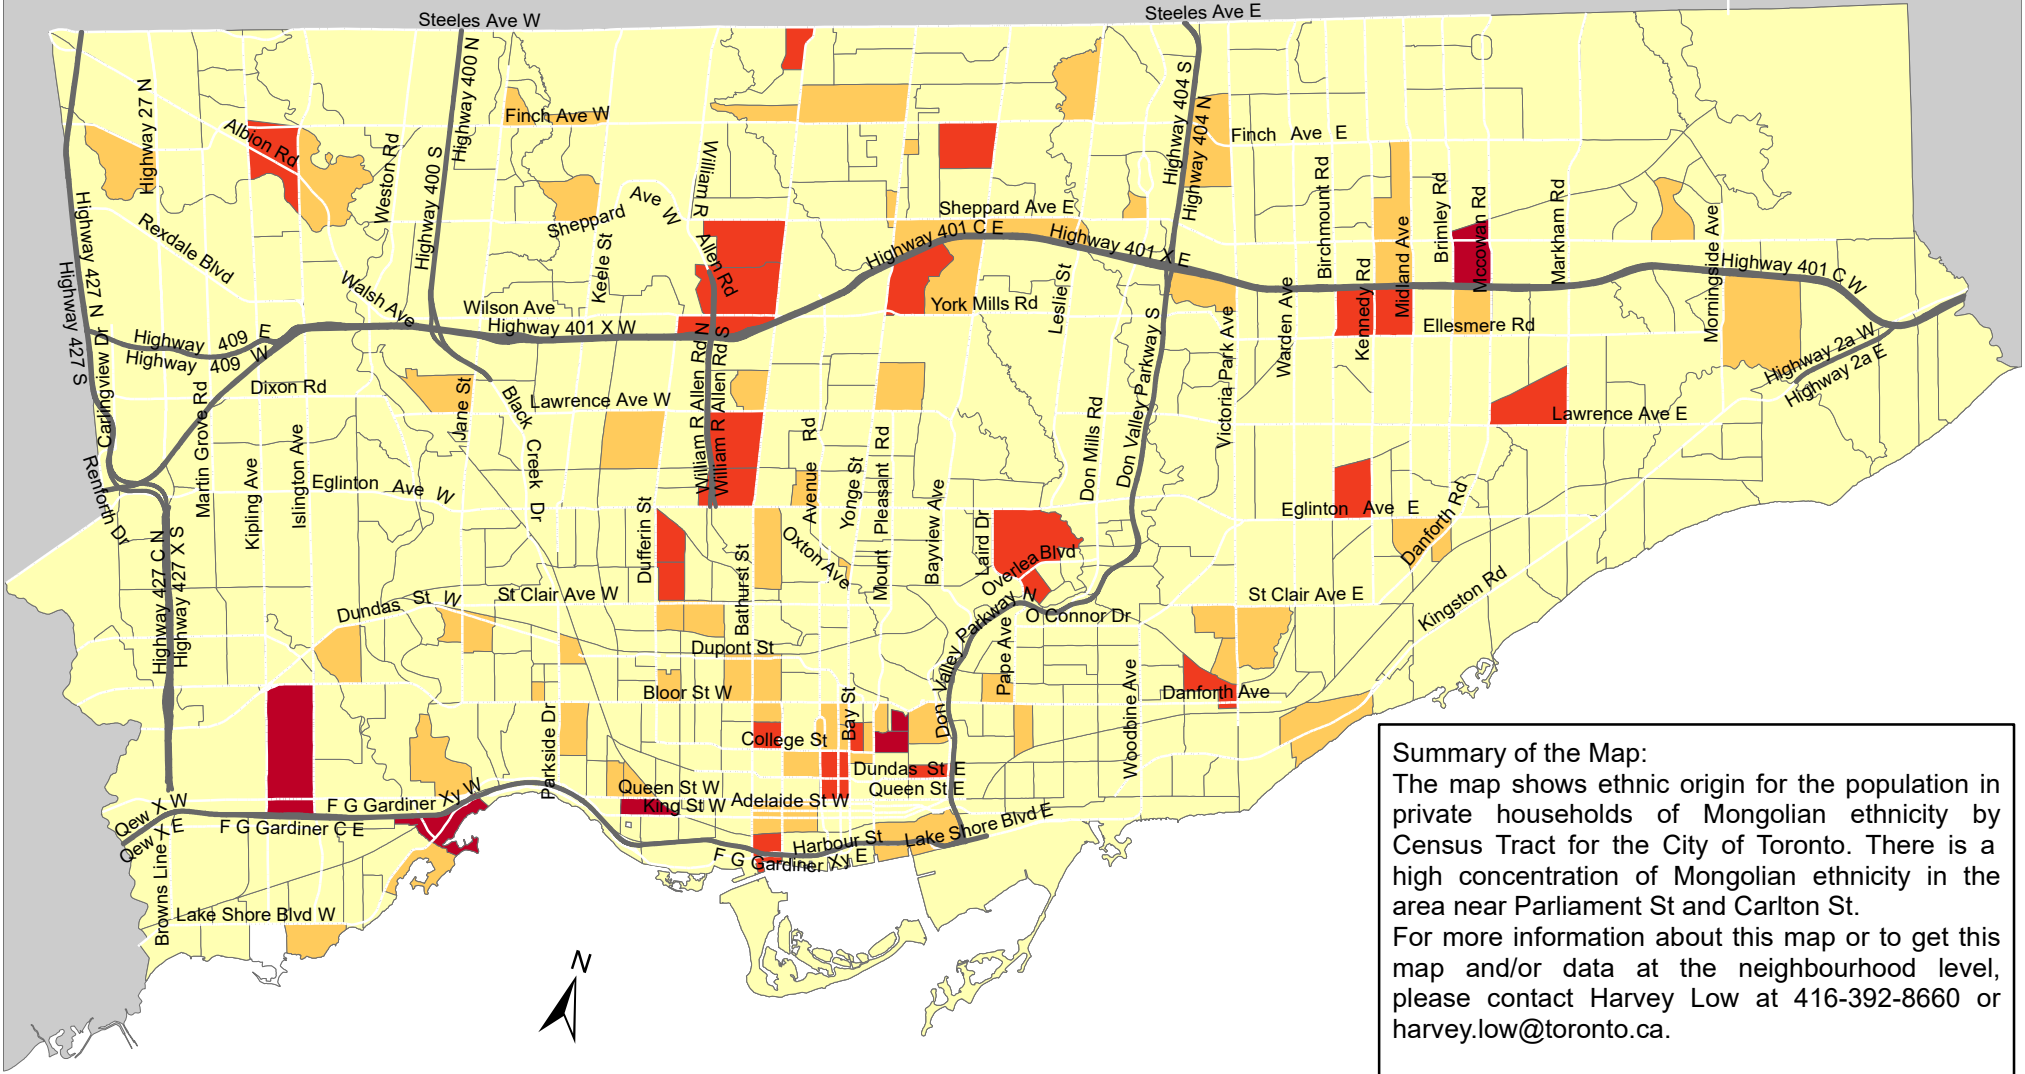 Steeles Ave W
Steeles Ave E
Highway 27 N
Albion Rd
Weston Rd
Highway 400 N
Highway 400 S
Finch Ave W
William R Allen Rd
Highway 404 S
Highway 404 N
Finch Ave E
Sheppard Ave W
Sheppard Ave E
Keele St
Rexdale Blvd
Highway 427 N
Highway 427 N
Highway 427 S
Walsh Ave
Wilson Ave
Highway 401 X W
Highway 401 C E
Highway 401 X E
York Mills Rd
Leslie St
Birchmount Rd
Kennedy Rd
Midland Ave
Brimley Rd
Mccowan Rd
Markham Rd
Morningside Ave
Highway 401 C W
Ellesmere Rd
Warden Ave
Victoria Park Ave
Highway 409 E
Highway 409 W
Carlingview Dr
Martin Grove Rd
Dixon Rd
Jane St
Black Creek Dr
Lawrence Ave W
William R Allen Rd N
William R Allen Rd S
Avenue Rd
Yonge St
Mount Pleasant Rd
Bayview Ave
Don Mills Rd
Don Valley Parkway S
Lawrence Ave E
Highway 2a W
Highway 2a E
Renforth Dr
Kipling Ave
Islington Ave
Eglinton Ave W
Dufferin St
Bathurst St
Oxton Ave
Laird Dr
Overlea Blvd
Eglinton Ave E
Danforth Rd
Kingston Rd
Highway 427 C N
Highway 427 X S
Dundas St W
St Clair Ave W
Dupont St
Bloor St W
Don Valley Parkway N
O Connor Dr
Pape Ave
St Clair Ave E
Woodbine Ave
Danforth Ave
Parkside Dr
Bay St
College St
Dundas St E
Queen St W
Queen St E
King St W
Adelaide St W
Harbour St
Lake Shore Blvd E
F G Gardiner Xy W
F G Gardiner C E
F G Gardiner Xy E
Qew X W
Qew X E
Browns Line
Lake Shore Blvd W
N
Summary of the Map:
The map shows ethnic origin for the population in
private households of Mongolian ethnicity by
Census Tract for the City of Toronto. There is a
high concentration of Mongolian ethnicity in the
area near Parliament St and Carlton St.
For more information about this map or to get this
map and/or data at the neighbourhood level,
please contact Harvey Low at 416-392-8660 or
harvey.low@toronto.ca.